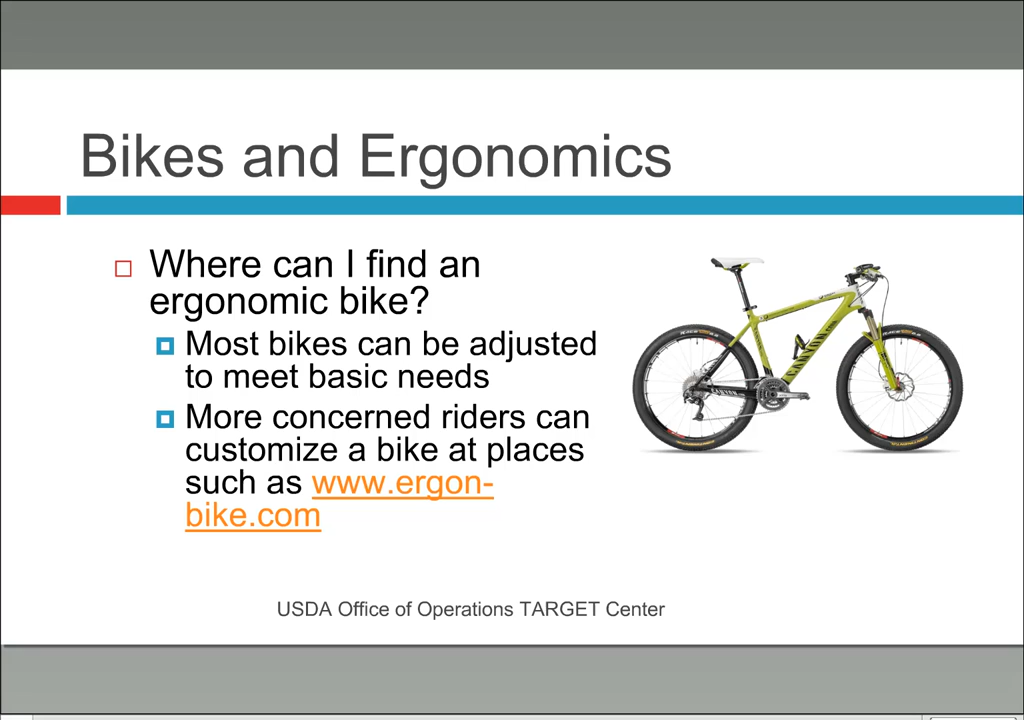 Bikes and Ergonomics
Where can I find an
ergonomic bike?
Most bikes can be adjusted
to meet basic needs
More concerned riders can
customize a bike at places
such as www.ergon-
bike.com
CANYON
USDA Office of Operations TARGET Center